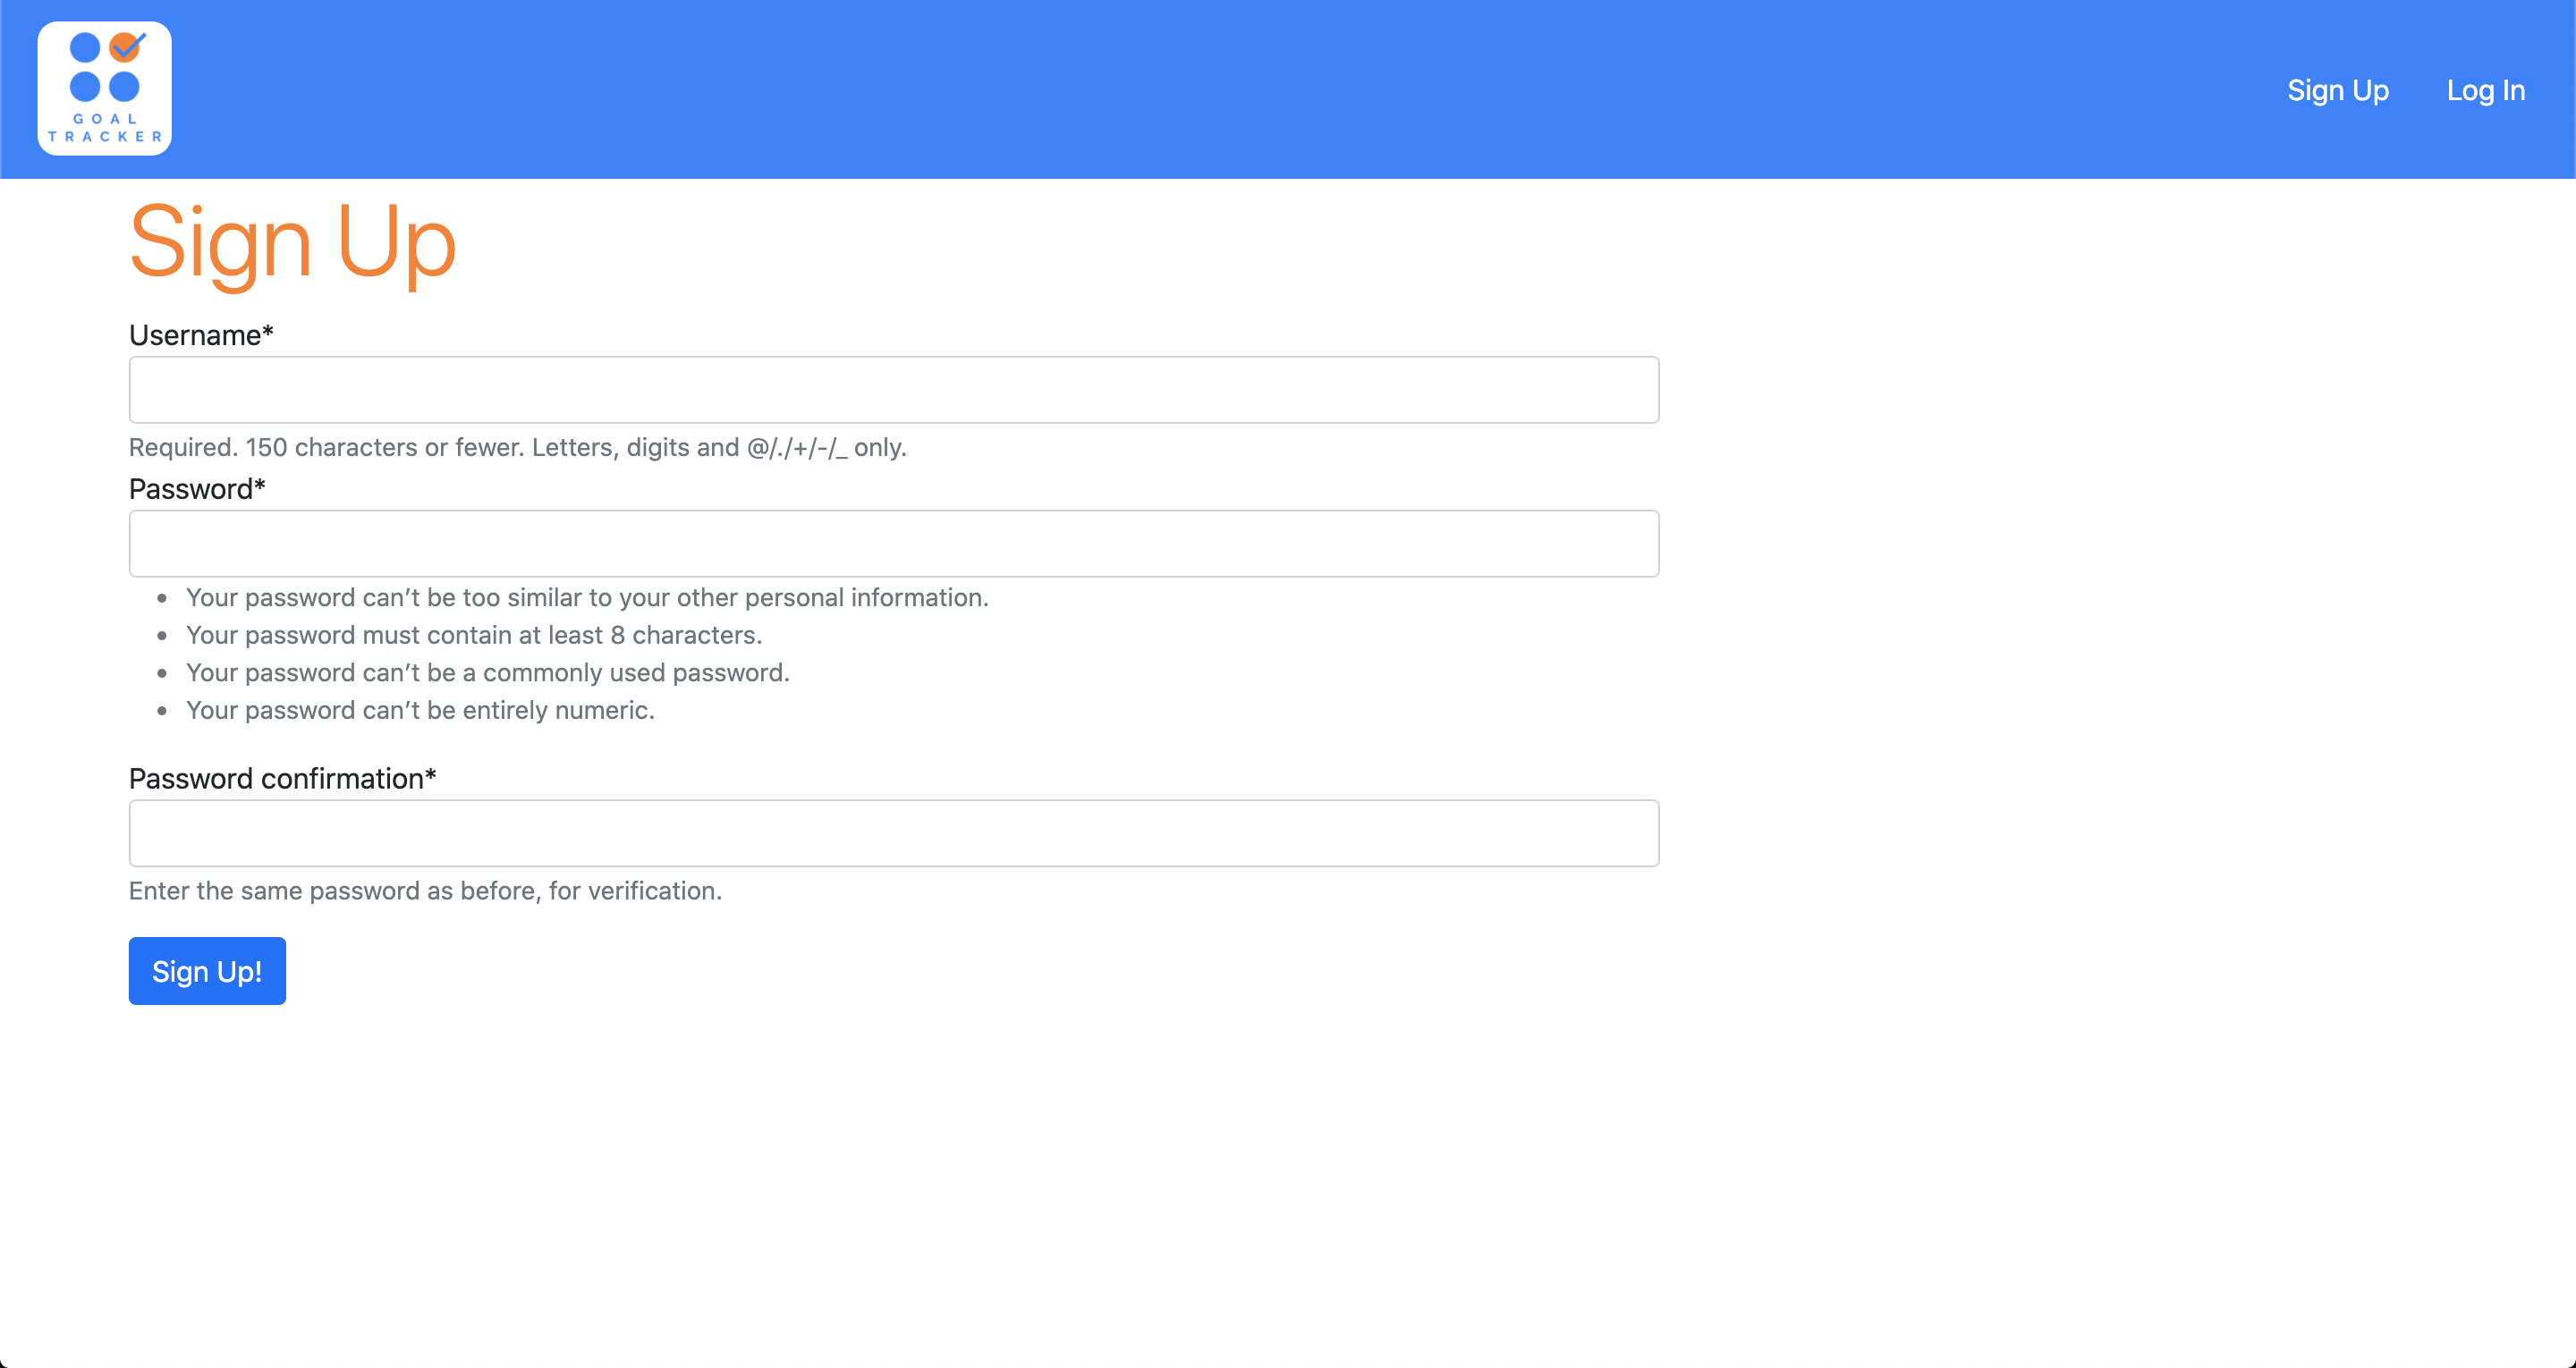 GOAL
TRACKER
Sign Up
Log In
Sign Up
Username*
Required. 150 characters or fewer. Letters, digits and @/./+/-/_ only.
Password*
• Your password can’t be too similar to your other personal information.
• Your password must contain at least 8 characters.
• Your password can’t be a commonly used password.
• Your password can’t be entirely numeric.
Password confirmation*
Enter the same password as before, for verification.
Sign Up!